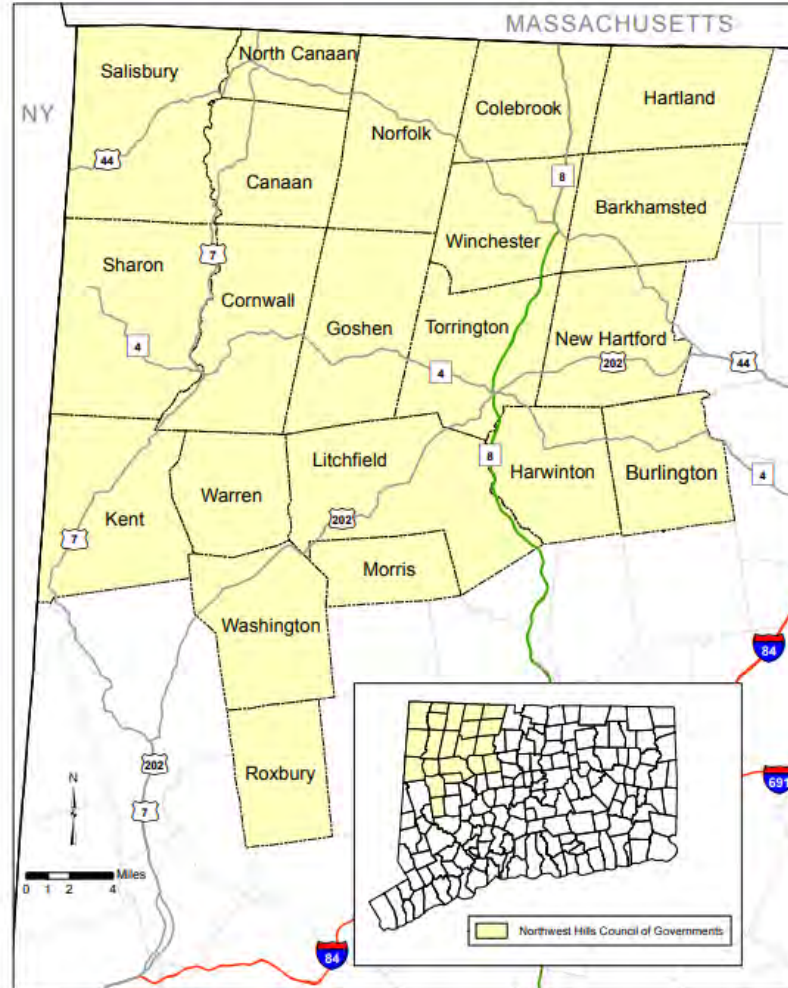 MASSACHUSETTS
NY
Salisbury
North Canaan
Colebrook
Hartland
Norfolk
44
Canaan
8
Barkhamsted
Winchester
7
Sharon
Cornwall
Goshen
Torrington
New Hartford
4
202
44
4
Litchfield
8
Harwinton
Burlington
4
Warren
Kent
202
7
Morris
Washington
84
Roxbury
202
691
7
N
Miles
0 1 2 4
Northwest Hills Council of Governments
84